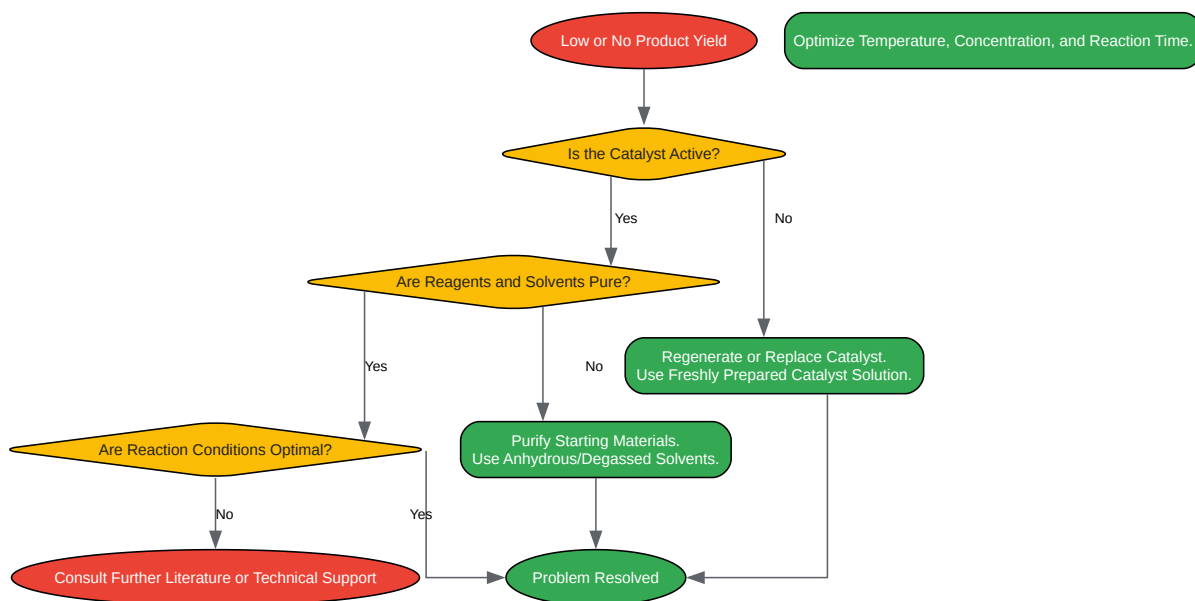 Low or No Product Yield
Optimize Temperature, Concentration, and Reaction Time.
Is the Catalyst Active?
Yes
No
Are Reagents and Solvents Pure?
Yes
No
Regenerate or Replace Catalyst.
Use Freshly Prepared Catalyst Solution.
Are Reaction Conditions Optimal?
Purify Starting Materials.
Use Anhydrous/Degassed Solvents.
No
Yes
Consult Further Literature or Technical Support
Problem Resolved